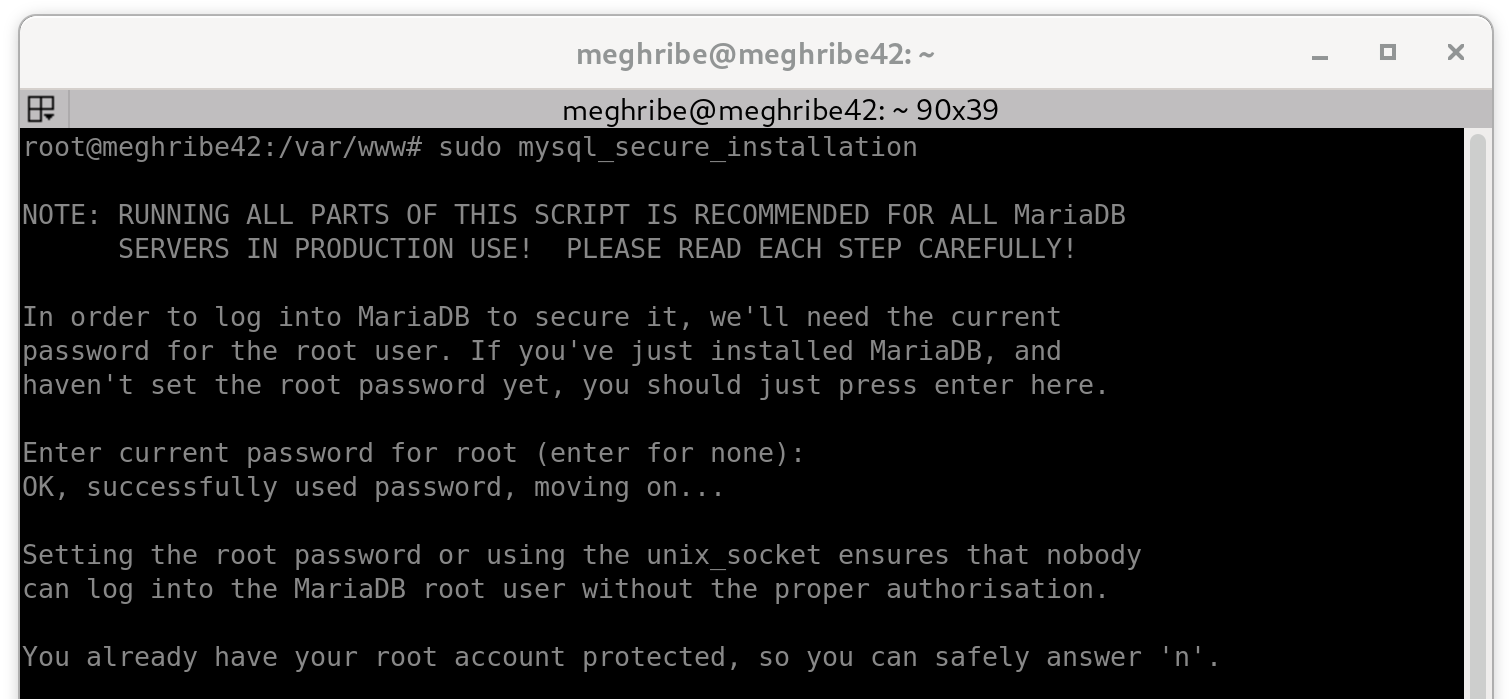 meghribe@meghribe42: ~
meghribe@meghribe42: ~ 90x39
root@meghribe42:/var/www# sudo mysql_secure_installation
NOTE: RUNNING ALL PARTS OF THIS SCRIPT IS RECOMMENDED FOR ALL MariaDB
SERVERS IN PRODUCTION USE!  PLEASE READ EACH STEP CAREFULLY!
In order to log into MariaDB to secure it, we'll need the current
password for the root user. If you've just installed MariaDB, and
haven't set the root password yet, you should just press enter here.
Enter current password for root (enter for none):
OK, successfully used password, moving on...
Setting the root password or using the unix_socket ensures that nobody
can log into the MariaDB root user without the proper authorisation.
You already have your root account protected, so you can safely answer 'n'.